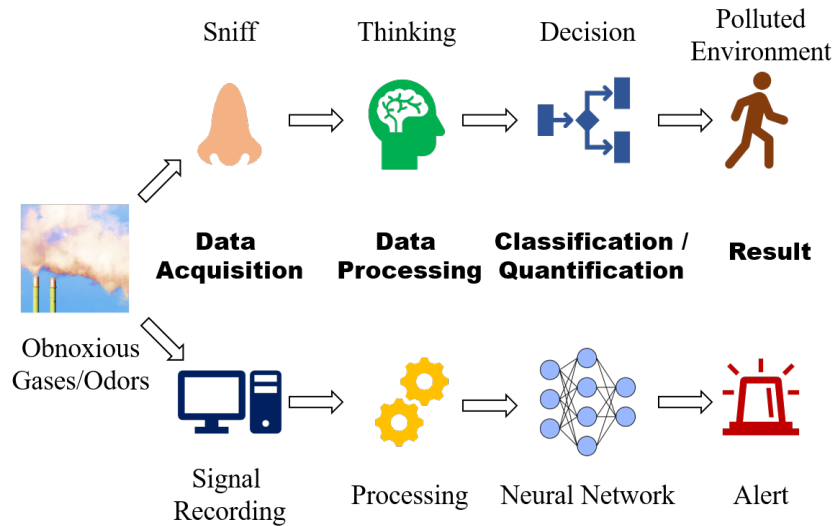 Sniff
Thinking
Decision
Polluted
Environment
Data
Acquisition
Data
Processing
Classification /
Quantification
Result
Obnoxious
Gases/Odors
Signal
Recording
Processing
Neural Network
Alert